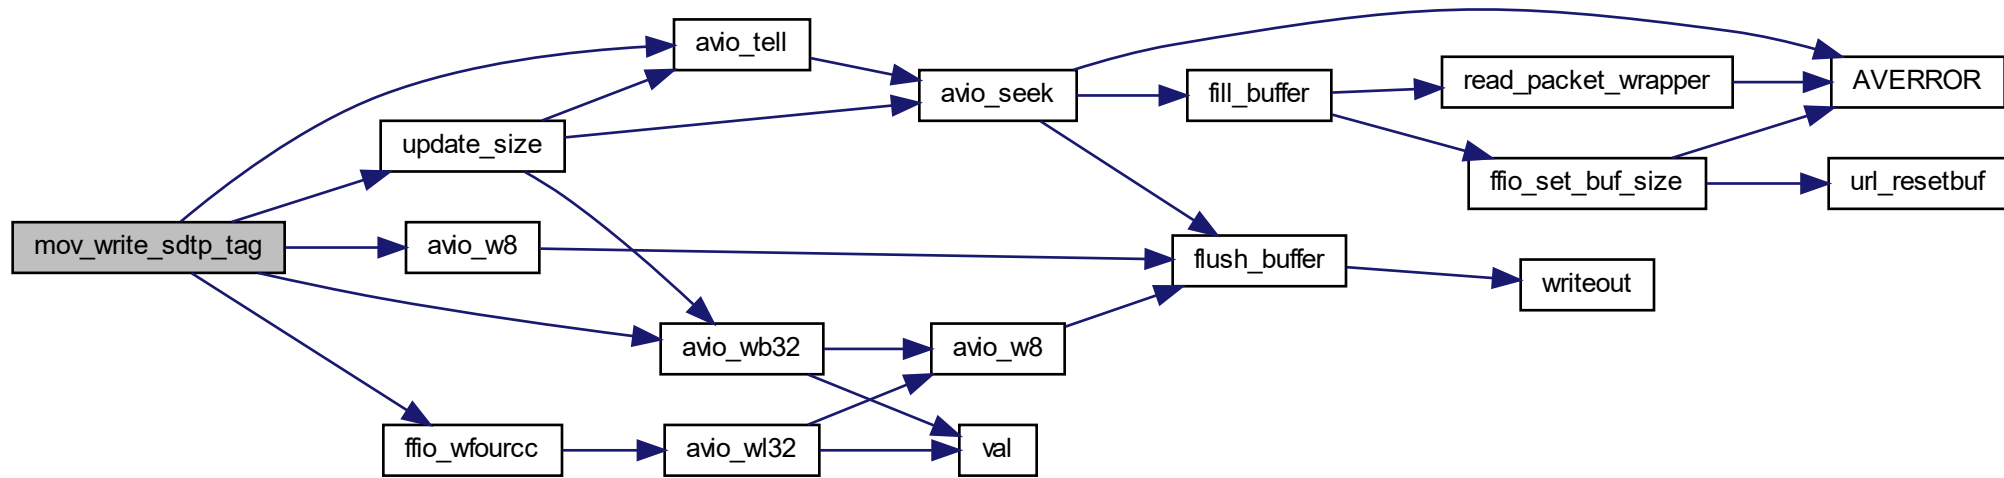 mov_write_sdtp_tag
avio_tell
update_size
avio_w8
avio_wb32
ffio_wfourcc
avio_wl32
avio_seek
avio_w8
val
fill_buffer
flush_buffer
read_packet_wrapper
ffio_set_buf_size
writeout
AVERROR
url_resetbuf